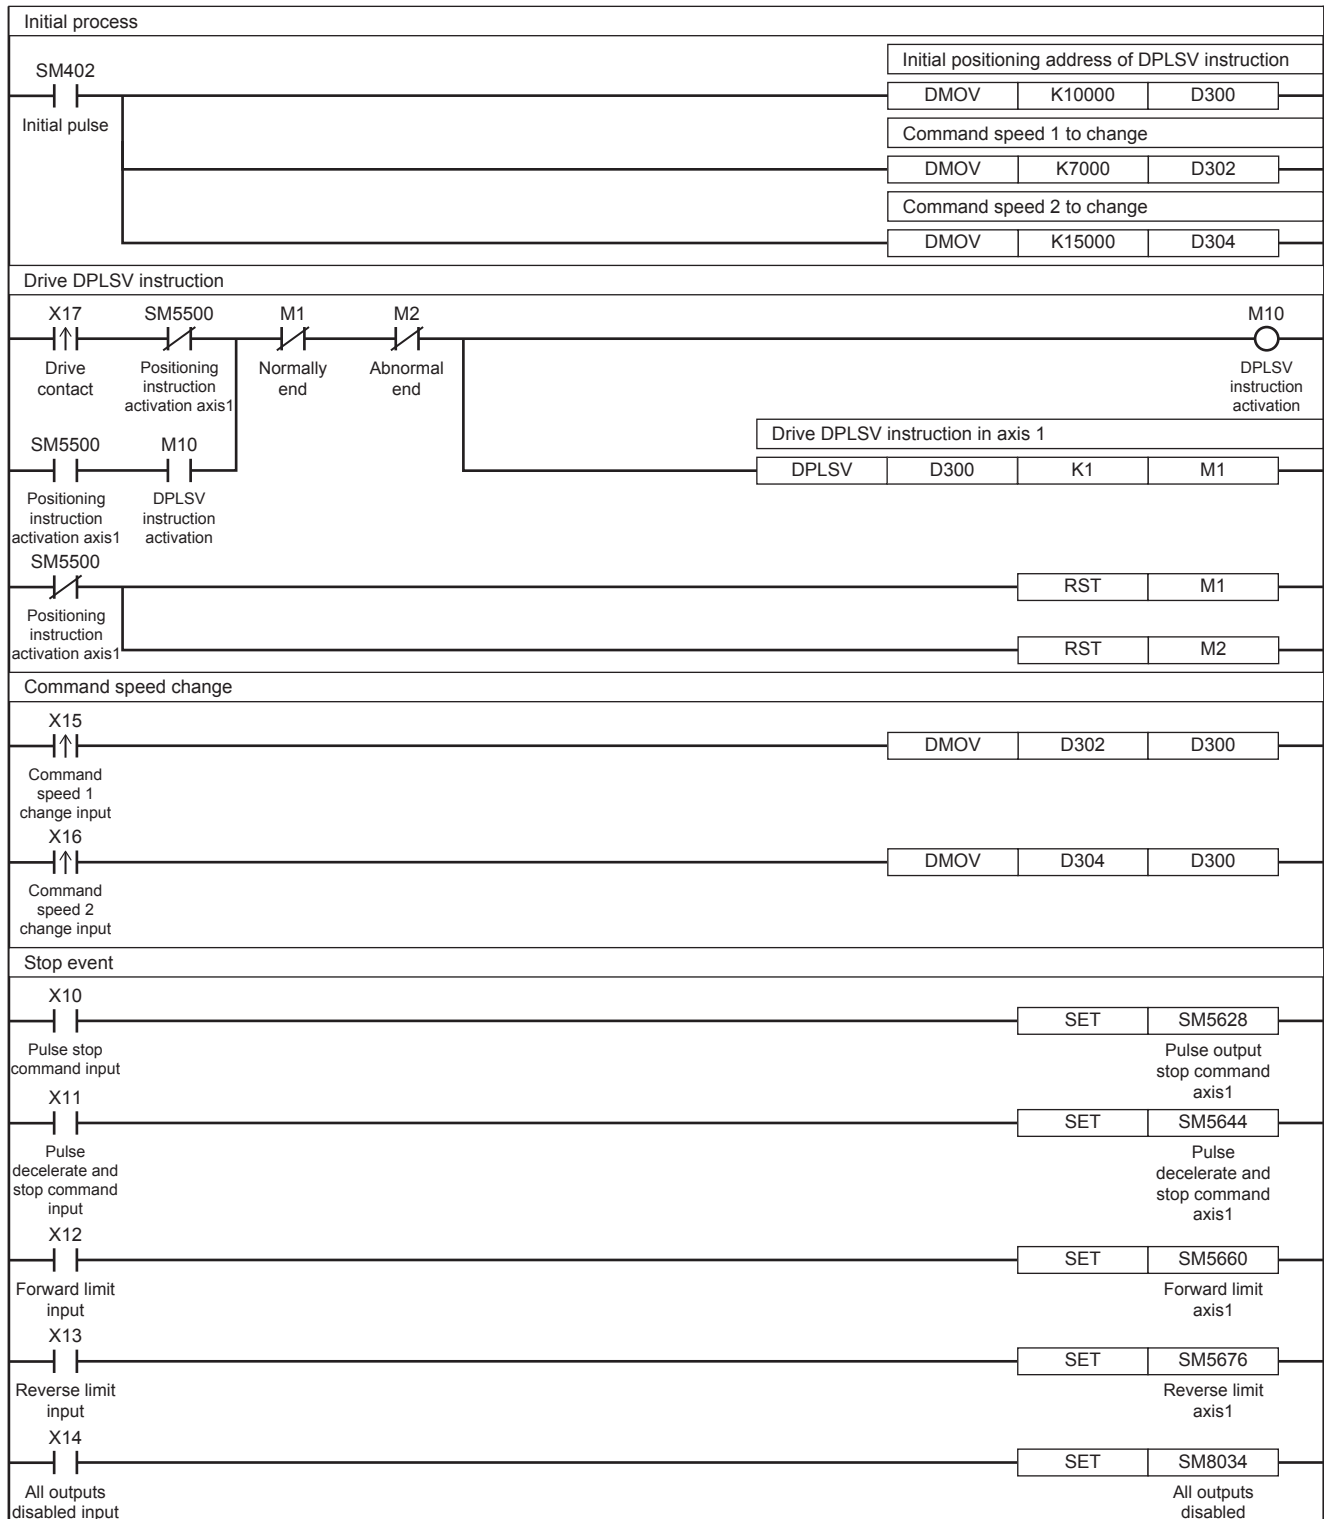 Initial process
Initial positioning address of DPLSV instruction
SM402
DMOV K10000 D300
Initial pulse
Command speed 1 to change
DMOV K7000 D302
Command speed 2 to change
DMOV K15000 D304
Drive DPLSV instruction
X17 SM5500 M1 M2 M10
Drive Positioning Normally Abnormal DPLSV
contact instruction end end instruction
activation axis1 activation
Drive DPLSV instruction in axis 1
SM5500 M10
DPLSV D300 K1 M1
Positioning DPLSV
instruction instruction
activation axis1 activation
SM5500
RST M1
Positioning
instruction
activation axis1
RST M2
Command speed change
X15
DMOV D302 D300
Command
speed 1
change input
X16
DMOV D304 D300
Command
speed 2
change input
Stop event
X10
SET SM5628
Pulse stop Pulse output
command input stop command
axis1
X11
SET SM5644
Pulse Pulse
decelerate and decelerate and
stop command stop command
input axis1
X12
SET SM5660
Forward limit Forward limit
input axis1
X13
SET SM5676
Reverse limit Reverse limit
input axis1
X14
SET SM8034
All outputs All outputs
disabled input disabled